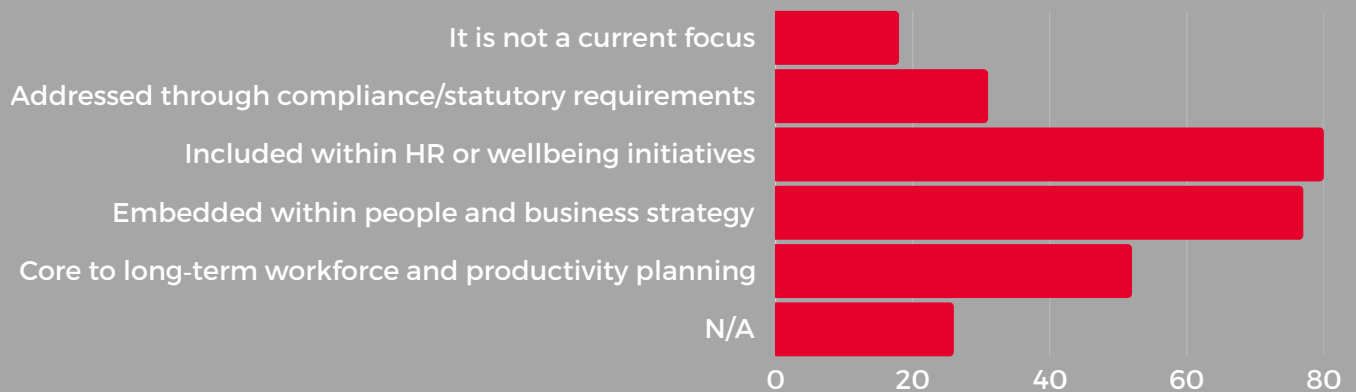 It is not a current focus
Addressed through compliance/statutory requirements
Included within HR or wellbeing initiatives
Embedded within people and business strategy
Core to long-term workforce and productivity planning
N/A
0 20 40 60 80